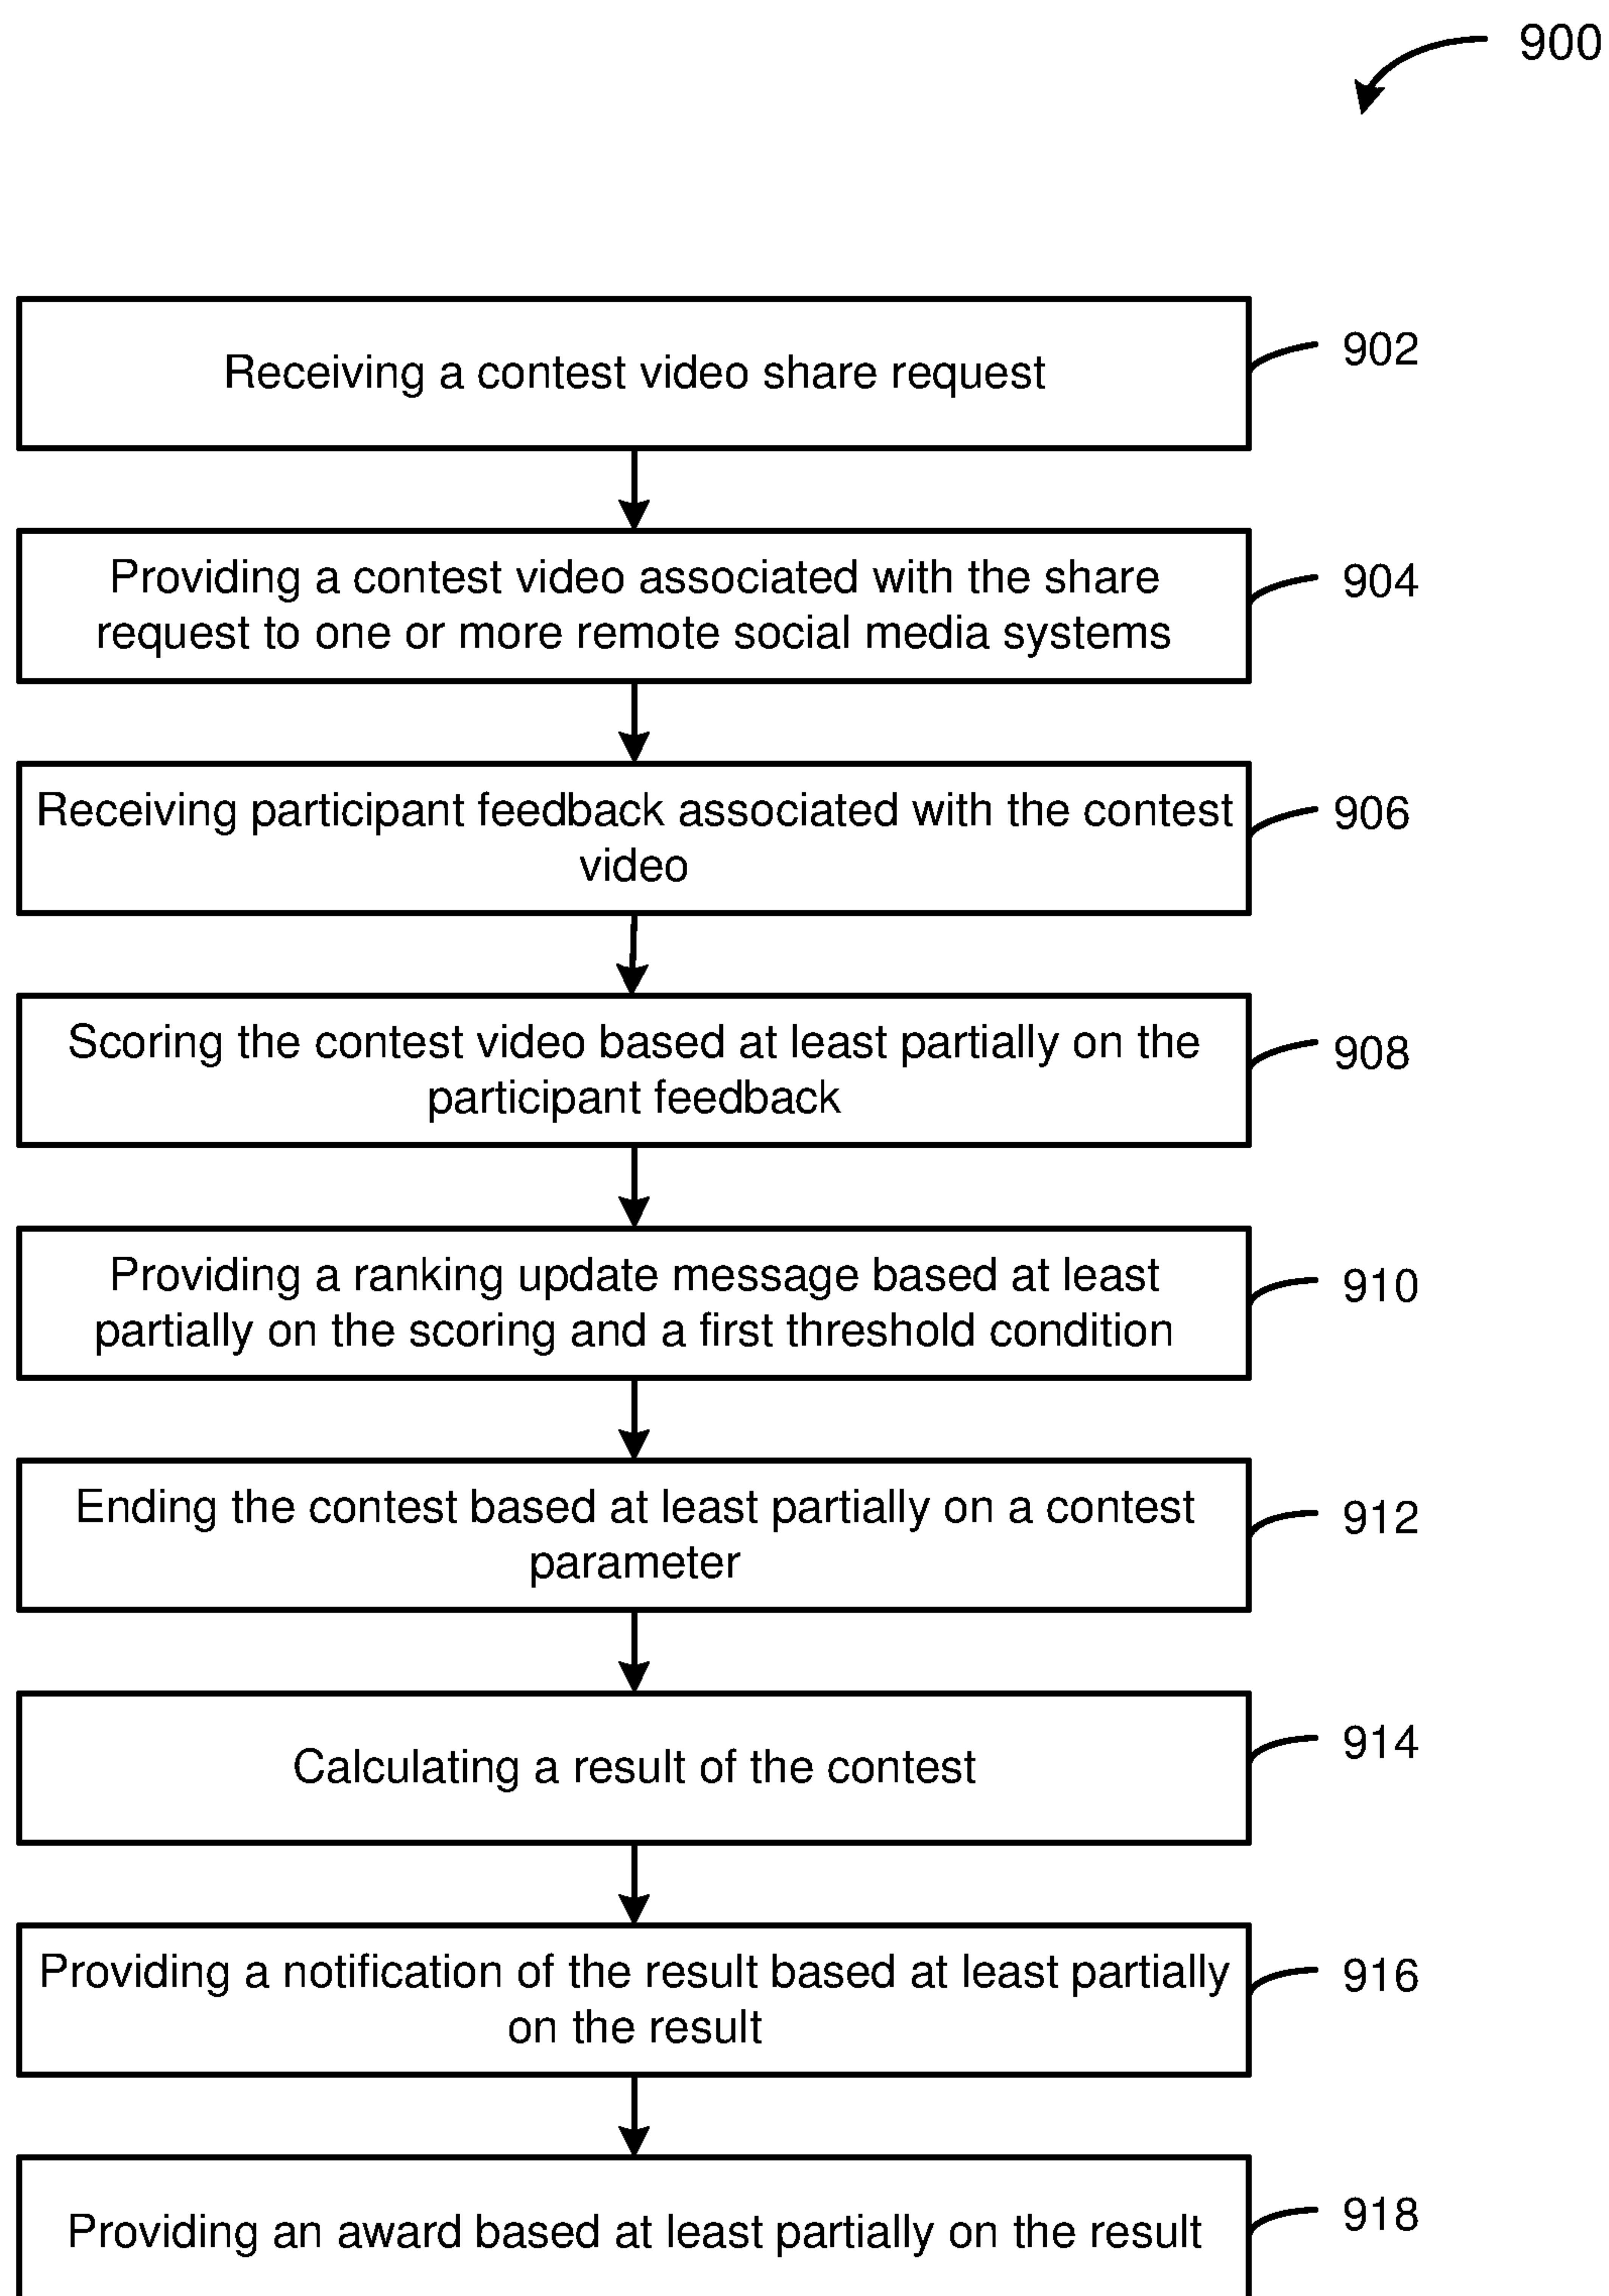 900
Receiving a contest video share request
902
Providing a contest video associated with the share
request to one or more remote social media systems
904
Receiving participant feedback associated with the contest
video
906
Scoring the contest video based at least partially on the
participant feedback
908
Providing a ranking update message based at least
partially on the scoring and a first threshold condition
910
Ending the contest based at least partially on a contest
parameter
912
Calculating a result of the contest
914
Providing a notification of the result based at least partially
on the result
916
Providing an award based at least partially on the result
918